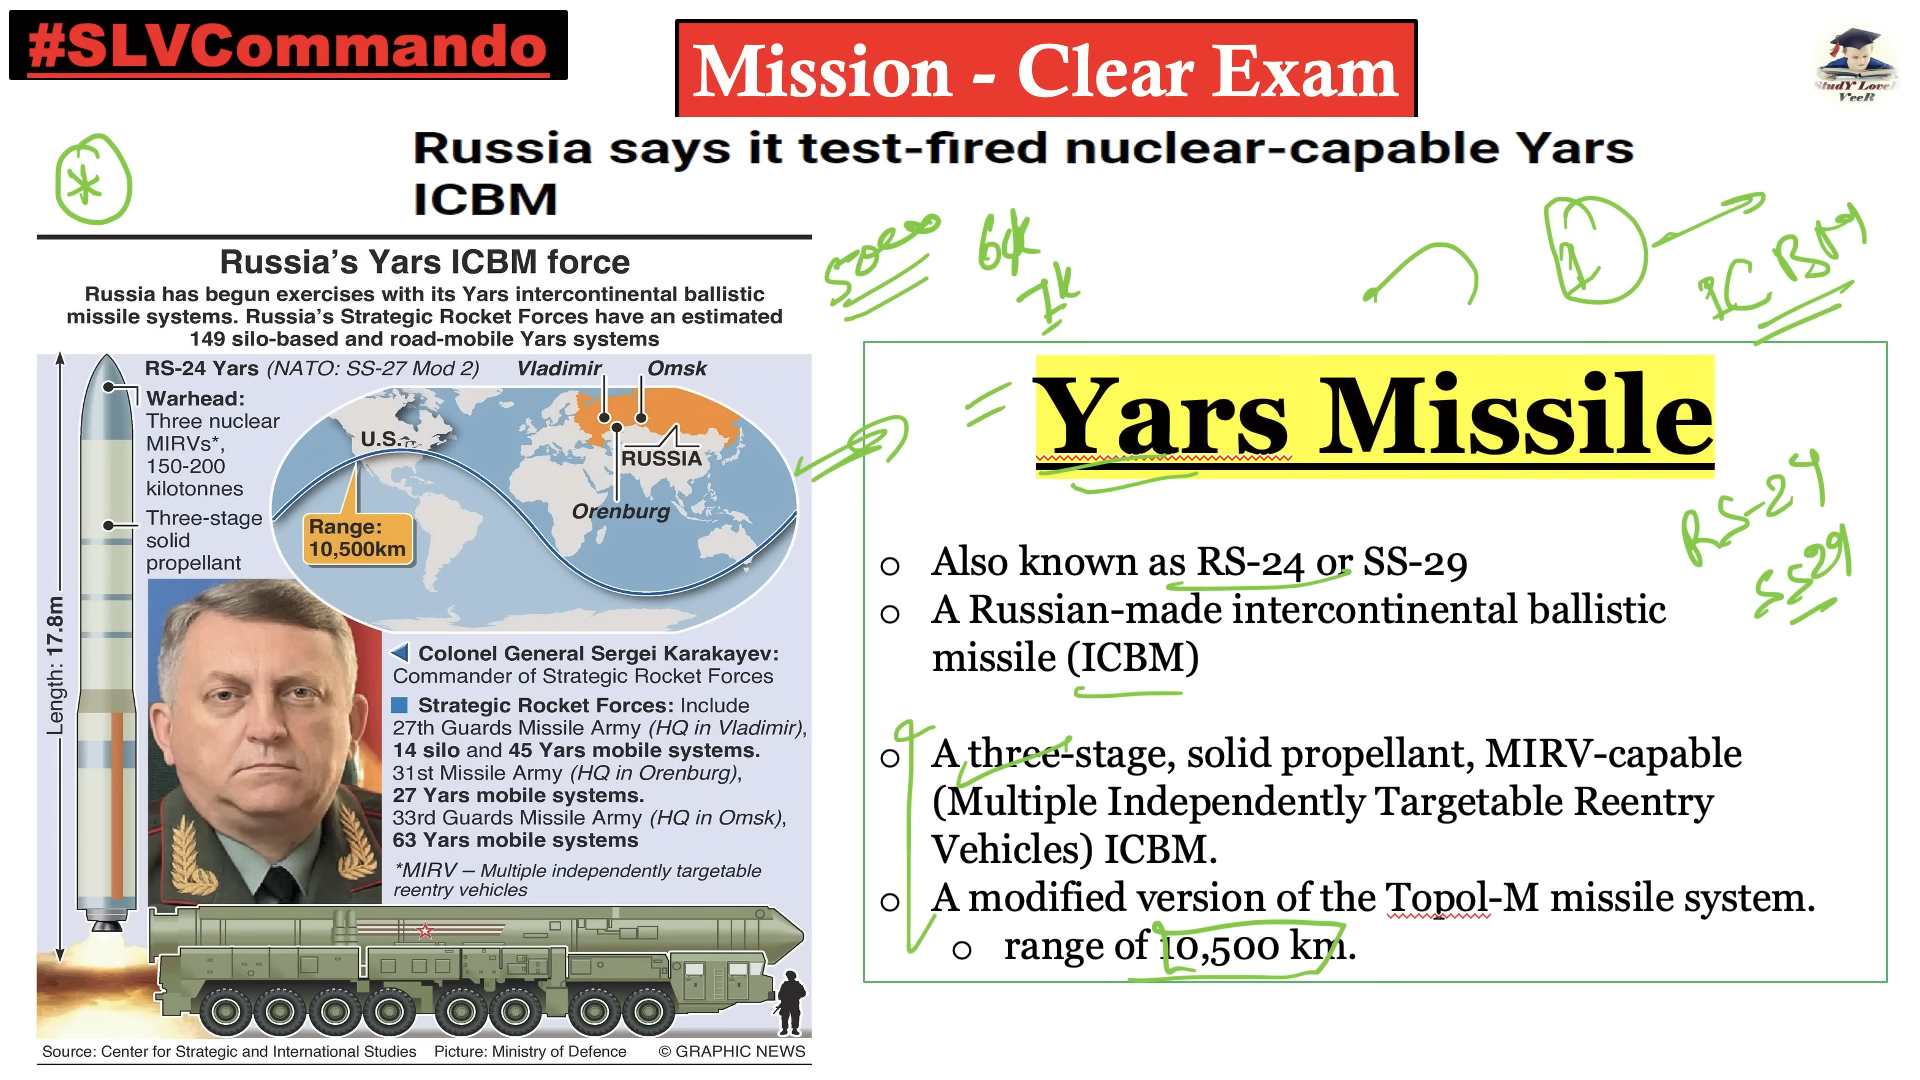 #SLVCommando
Mission - Clear Exam
StudY LoveR
VeeR
Russia says it test-fired nuclear-capable Yars
ICBM
5000
6k
7k
1
ICBM
Russia's Yars ICBM force
Russia has begun exercises with its Yars intercontinental ballistic
missile systems. Russia's Strategic Rocket Forces have an estimated
149 silo-based and road-mobile Yars systems
RS-24 Yars (NATO: SS-27 Mod 2)
Vladimir
Omsk
Warhead:
Three nuclear
MIRVs*,
150-200
kilotonnes
Three-stage
solid
propellant
U.S.
RUSSIA
Orenburg
Range:
10,500km
Length: 17.8m
Colonel General Sergei Karakayev:
Commander of Strategic Rocket Forces
Strategic Rocket Forces: Include
27th Guards Missile Army (HQ in Vladimir),
14 silo and 45 Yars mobile systems.
31st Missile Army (HQ in Orenburg),
27 Yars mobile systems.
33rd Guards Missile Army (HQ in Omsk),
63 Yars mobile systems
*MIRV – Multiple independently targetable
reentry vehicles
Source: Center for Strategic and International Studies Picture: Ministry of Defence © GRAPHIC NEWS
Yars Missile
RS-24
SS29
Also known as RS-24 or SS-29
A Russian-made intercontinental ballistic
missile (ICBM)
A three-stage, solid propellant, MIRV-capable
(Multiple Independently Targetable Reentry
Vehicles) ICBM.
A modified version of the Topol-M missile system.
range of 10,500 km.